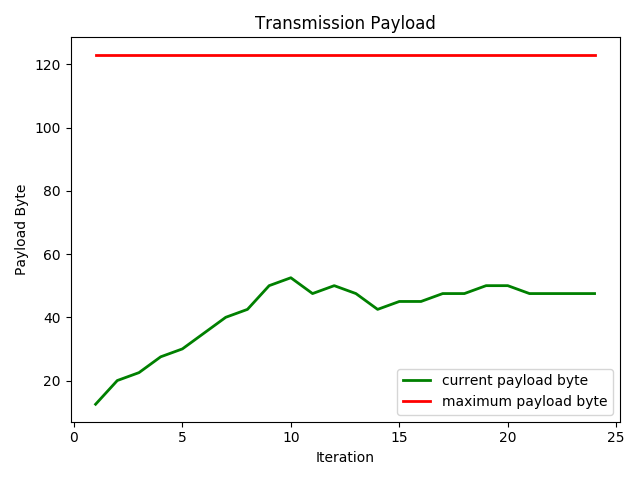 Transmission Payload
120
100
80
60
40
20
Payload Byte
current payload byte
maximum payload byte
0 5 10 15 20 25
Iteration